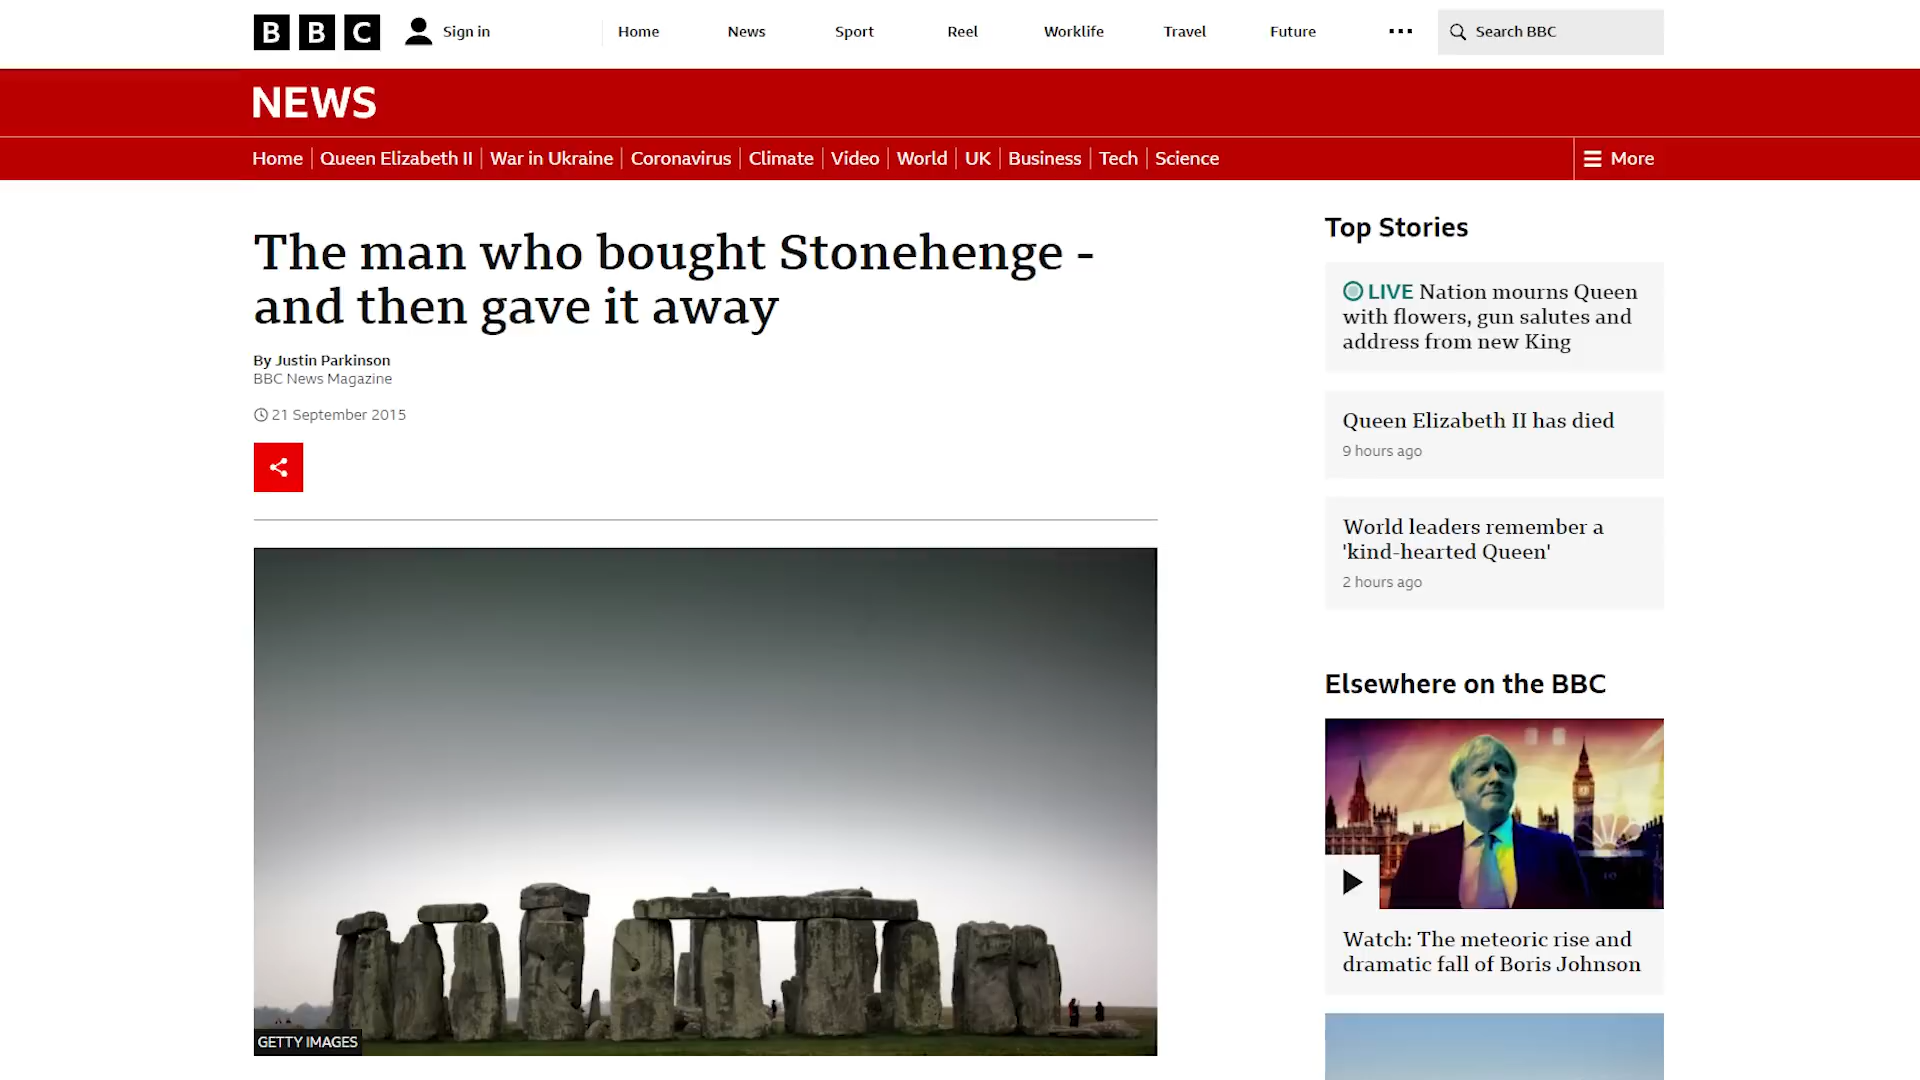 BBC Sign in Home News Sport Reel Worklife Travel Future Search BBC
NEWS
Home Queen Elizabeth II War in Ukraine Coronavirus Climate Video World UK Business Tech Science More
The man who bought Stonehenge -
and then gave it away
By Justin Parkinson
BBC News Magazine
21 September 2015
GETTY IMAGES
Top Stories
LIVE Nation mourns Queen
with flowers, gun salutes and
address from new King
Queen Elizabeth II has died
9 hours ago
World leaders remember a
'kind-hearted Queen'
2 hours ago
Elsewhere on the BBC
Watch: The meteoric rise and
dramatic fall of Boris Johnson